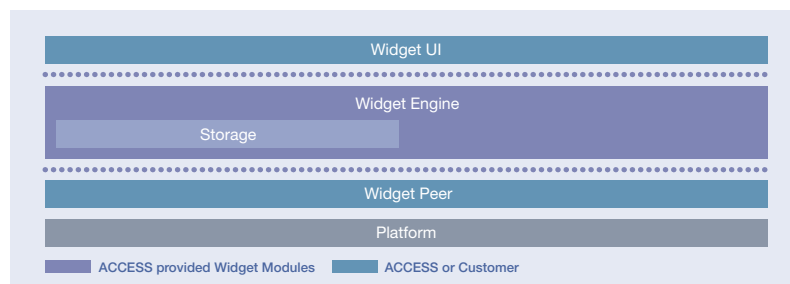 Widget UI
Widget Engine
Storage
Widget Peer
Platform
ACCESS provided Widget Modules ACCESS or Customer